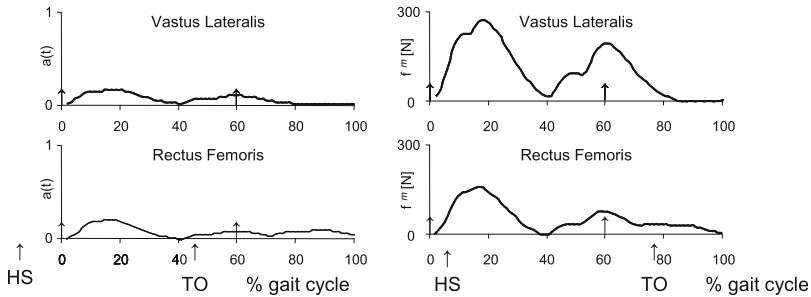 1
Vastus Lateralis
a(t)
0
0 20 40 60 80 100
300
Vastus Lateralis
f m [N]
0
0 20 40 60 80 100
1
Rectus Femoris
a(t)
0
0 20 40 60 80 100
HS TO % gait cycle
300
Rectus Femoris
f m [N]
0
0 20 40 60 80 100
HS TO % gait cycle